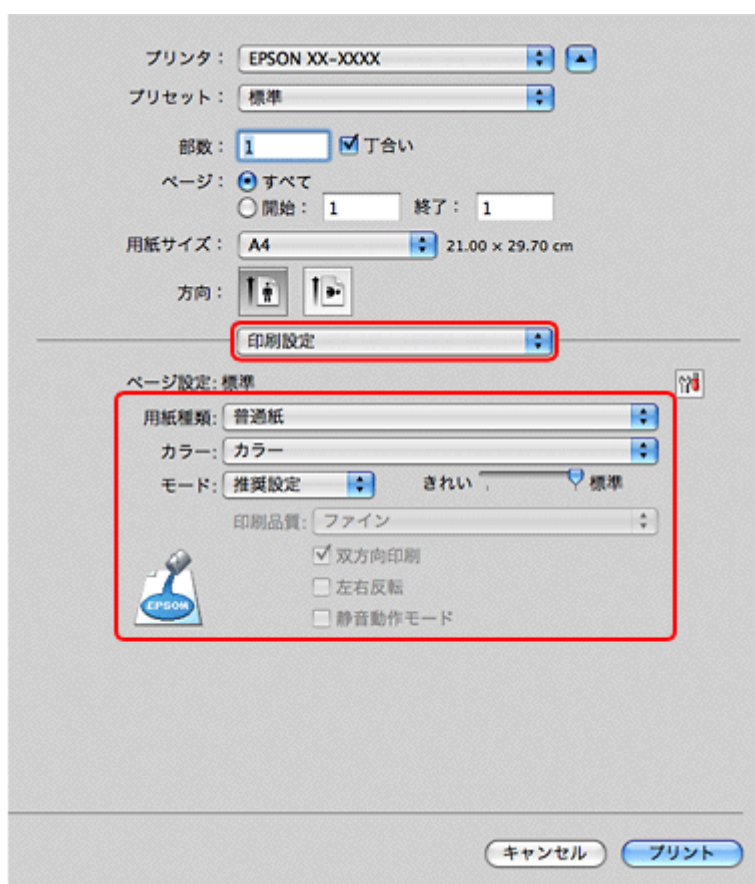 プリンタ： EPSON XX-XXXX
プリセット： 標準
部数： 1 丁合い
ページ： すべて
開始： 1 終了： 1
用紙サイズ： A4 21.00 × 29.70 cm
方向：
印刷設定
ページ設定: 標準
用紙種類: 普通紙
カラー: カラー
モード: 推奨設定 きれい 標準
印刷品質: ファイン
双方向印刷
左右反転
EPSON
静音動作モード
キャンセル プリント